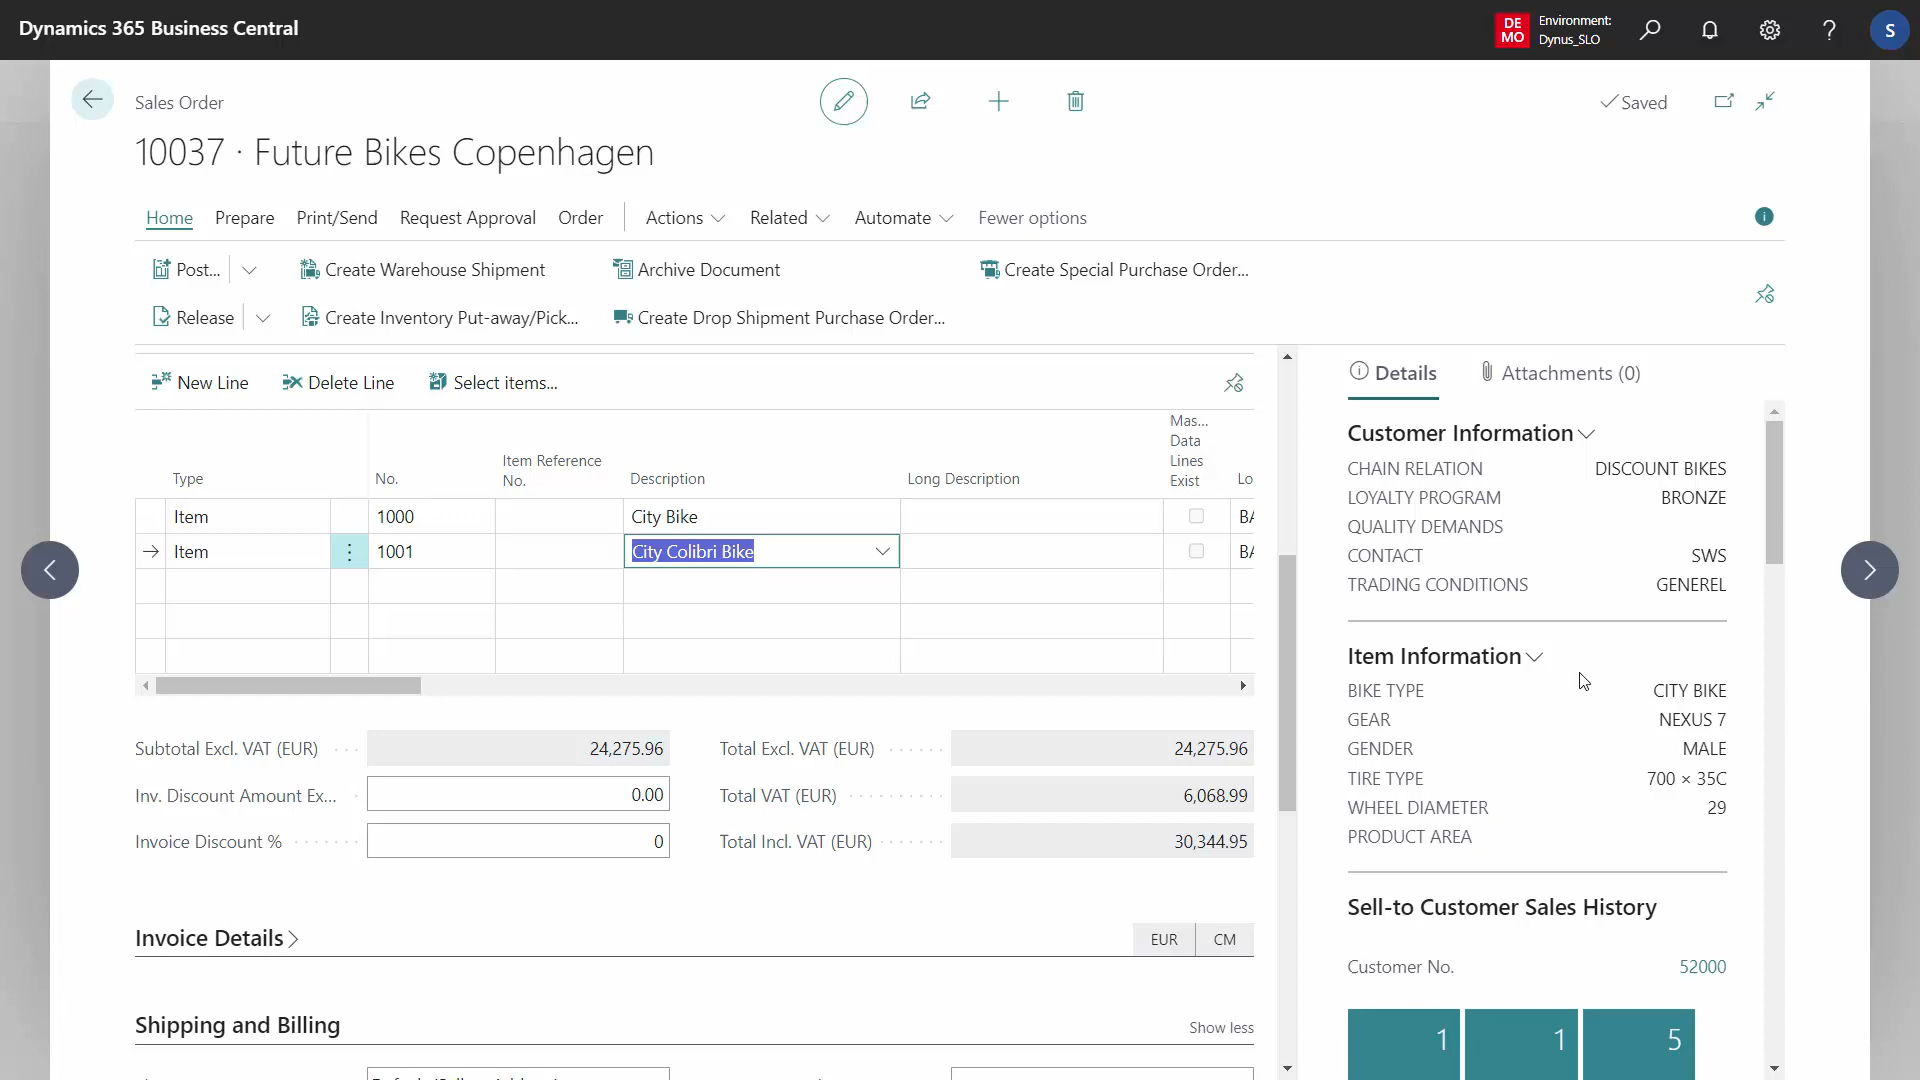 Dynamics 365 Business Central
DE
MO
Environment:
Dynus_SLO
?
S
Sales Order
Saved
10037 · Future Bikes Copenhagen
Home Prepare Print/Send Request Approval Order Actions Related Automate Fewer options
Post... Create Warehouse Shipment Archive Document Create Special Purchase Order...
Release Create Inventory Put-away/Pick... Create Drop Shipment Purchase Order...
New Line Delete Line Select items...
Type No. Item Reference No. Description Long Description Mas... Data Lines Exist Lo
Item 1000 City Bike BA
Item 1001 City Colibri Bike BA
Subtotal Excl. VAT (EUR) 24,275.96 Total Excl. VAT (EUR) 24,275.96
Inv. Discount Amount Ex... 0.00 Total VAT (EUR) 6,068.99
Invoice Discount % 0 Total Incl. VAT (EUR) 30,344.95
Invoice Details EUR CM
Shipping and Billing Show less
Details Attachments (0)
Customer Information
CHAIN RELATION DISCOUNT BIKES
LOYALTY PROGRAM BRONZE
QUALITY DEMANDS
CONTACT SWS
TRADING CONDITIONS GENEREL
Item Information
BIKE TYPE CITY BIKE
GEAR NEXUS 7
GENDER MALE
TIRE TYPE 700 × 35C
WHEEL DIAMETER 29
PRODUCT AREA
Sell-to Customer Sales History
Customer No. 52000
1 1 5